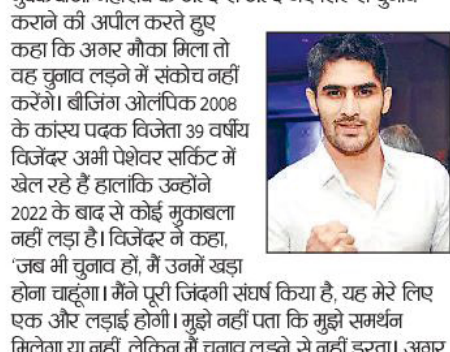 कराने की अपील करते हुए
कहा कि अगर मौका मिला तो
वह चुनाव लड़ने में संकोच नहीं
करेंगे। बीजिंग ओलंपिक 2008
के कांस्य पदक विजेता 39 वर्षीय
विजेंदर अभी पेशेवर सर्किट में
खेल रहे हैं हालांकि उन्होंने
2022 के बाद से कोई मुकाबला
नहीं लड़ा है। विजेंदर ने कहा,
‘जब भी चुनाव हों, मैं उनमें खड़ा
होना चाहूंगा। मैंने पूरी जिंदगी संघर्ष किया है, यह मेरे लिए
एक और लड़ाई होगी। मुझे नहीं पता कि मुझे समर्थन
मिलेगा या नहीं, लेकिन मैं चुनाव लड़ने से नहीं डरता। अगर